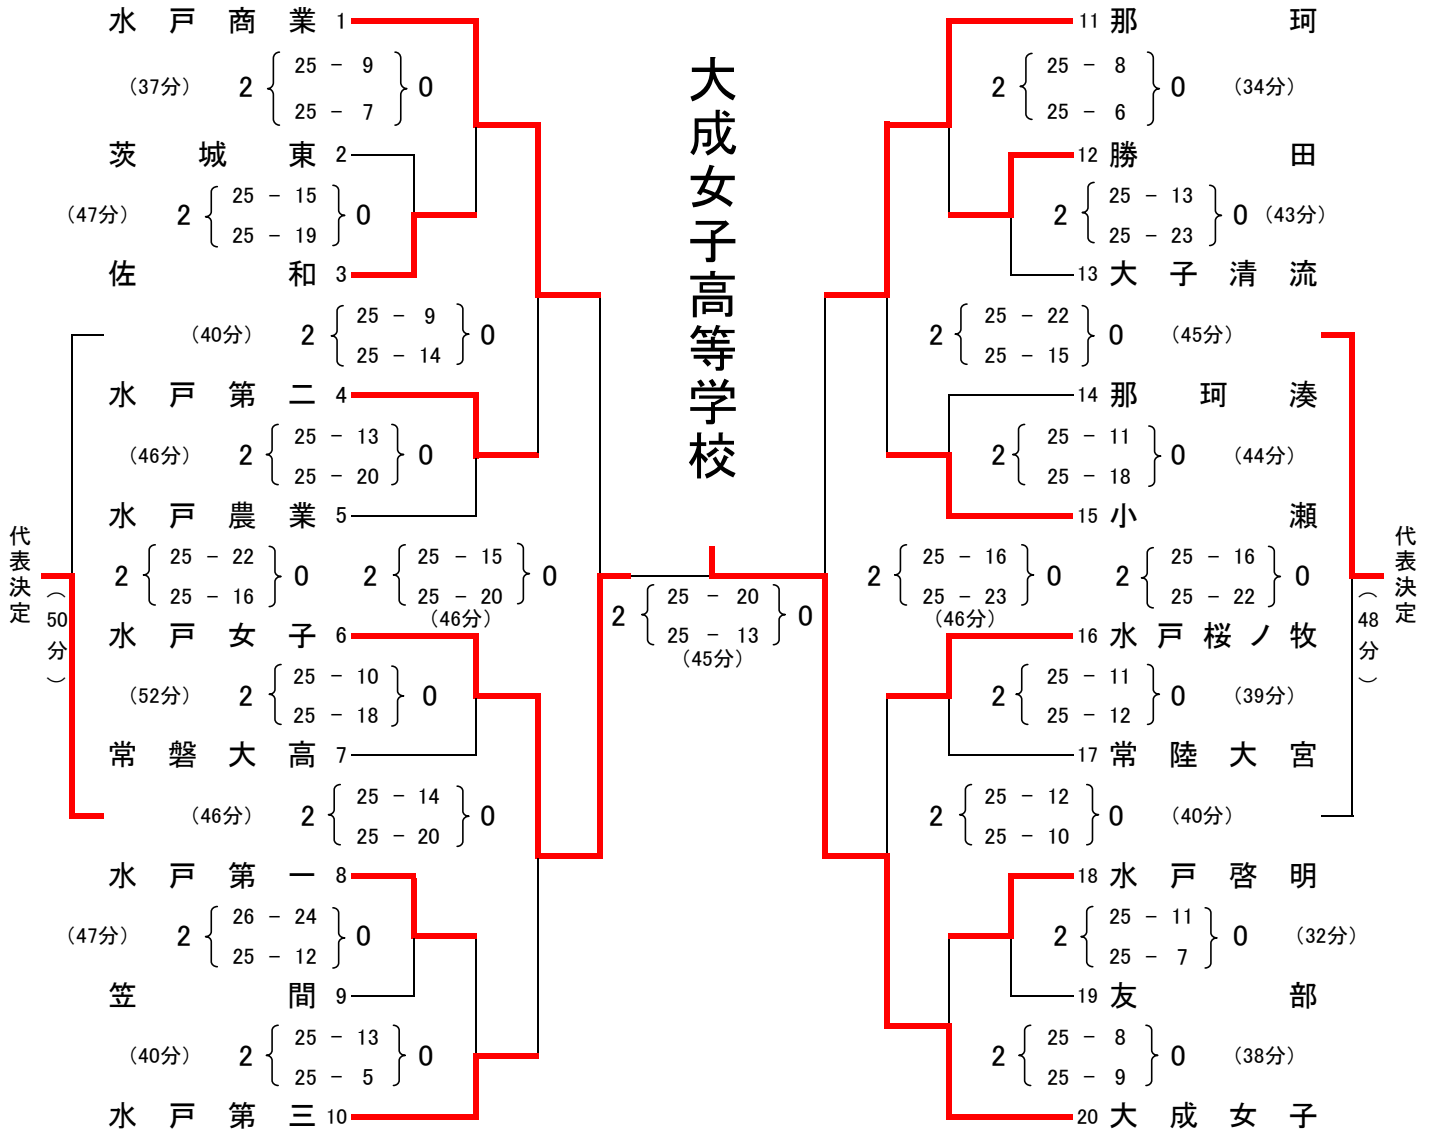 大成女子高等学校
水戸商業 1
(37分) 2 25 - 9 0
25 - 7
茨城東 2
(47分) 2 25 - 15 0
25 - 19
佐和 3
(40分) 2 25 - 9 0
25 - 14
水戸第二 4
(46分) 2 25 - 13 0
25 - 20
水戸農業 5
代表決定
(50分)
2 25 - 22 0
25 - 16
2 25 - 15 0
25 - 20
(46分)
水戸女子 6
(52分) 2 25 - 10 0
25 - 18
常磐大高 7
(46分) 2 25 - 14 0
25 - 20
水戸第一 8
(47分) 2 26 - 24 0
25 - 12
笠間 9
(40分) 2 25 - 13 0
25 - 5
水戸第三 10
2 25 - 20 0
25 - 13
(45分)
11 那珂
2 25 - 8 0 (34分)
25 - 6
12 勝田
2 25 - 13 0 (43分)
25 - 23
13 大子清流
2 25 - 22 0 (45分)
25 - 15
14 那珂湊
2 25 - 11 0 (44分)
25 - 18
15 小瀬
2 25 - 16 0
25 - 23
(46分)
2 25 - 16 0
25 - 22
代表決定
(48分)
16 水戸桜ノ牧
2 25 - 11 0 (39分)
25 - 12
17 常陸大宮
2 25 - 12 0 (40分)
25 - 10
18 水戸啓明
2 25 - 11 0 (32分)
25 - 7
19 友部
2 25 - 8 0 (38分)
25 - 9
20 大成女子